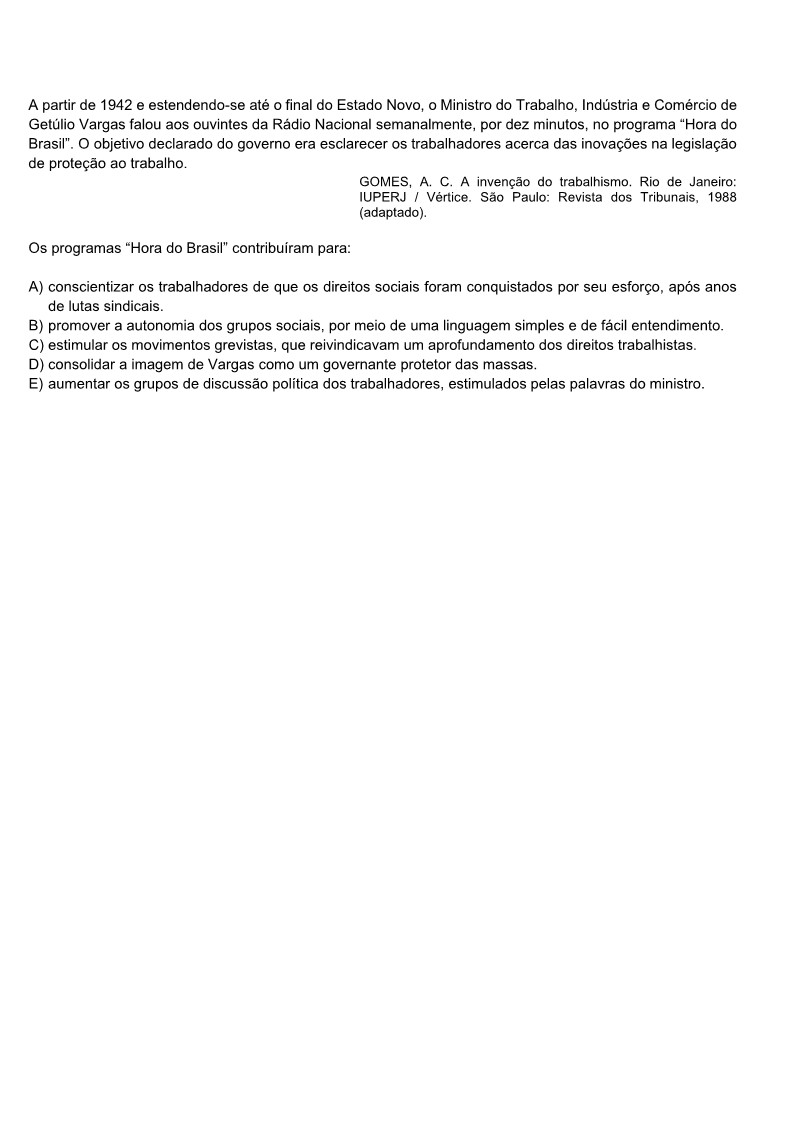 A partir de 1942 e estendendo-se até o final do Estado Novo, o Ministro do Trabalho, Indústria e Comércio de
Getúlio Vargas falou aos ouvintes da Rádio Nacional semanalmente, por dez minutos, no programa “Hora do
Brasil”. O objetivo declarado do governo era esclarecer os trabalhadores acerca das inovações na legislação
de proteção ao trabalho.
GOMES, A. C. A invenção do trabalhismo. Rio de Janeiro:
IUPERJ / Vértice. São Paulo: Revista dos Tribunais, 1988
(adaptado).
Os programas “Hora do Brasil” contribuíram para:
A) conscientizar os trabalhadores de que os direitos sociais foram conquistados por seu esforço, após anos
de lutas sindicais.
B) promover a autonomia dos grupos sociais, por meio de uma linguagem simples e de fácil entendimento.
C) estimular os movimentos grevistas, que reivindicavam um aprofundamento dos direitos trabalhistas.
D) consolidar a imagem de Vargas como um governante protetor das massas.
E) aumentar os grupos de discussão política dos trabalhadores, estimulados pelas palavras do ministro.